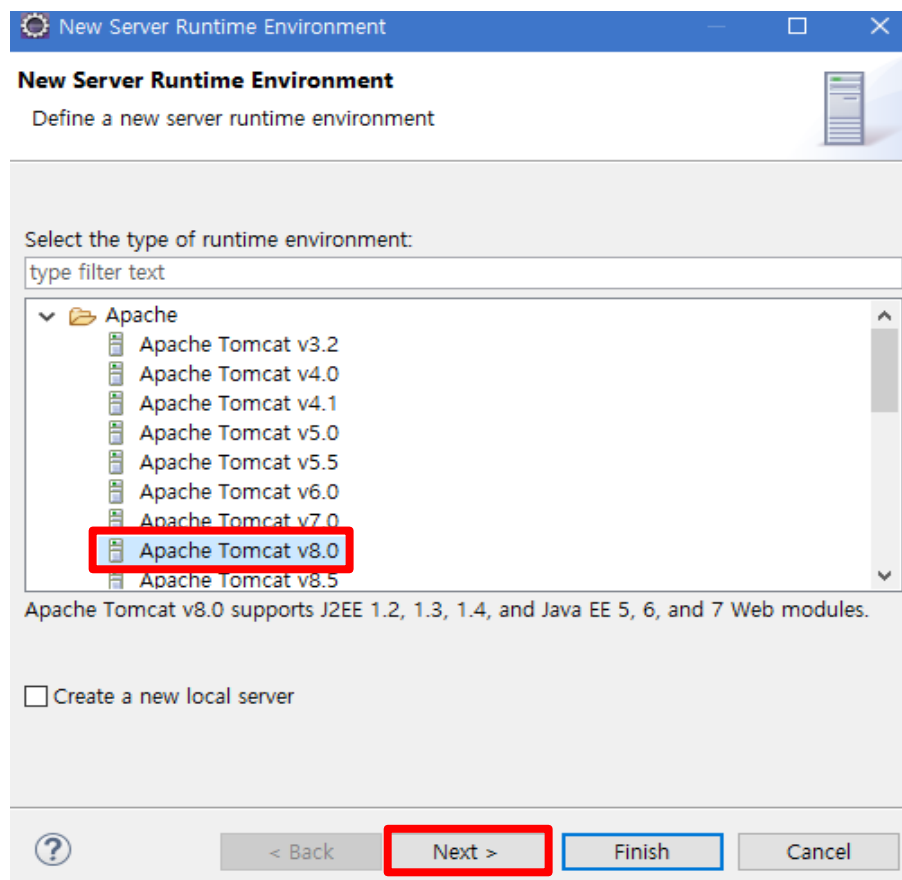 New Server Runtime Environment
New Server Runtime Environment
Define a new server runtime environment
Select the type of runtime environment:
type filter text
Apache
Apache Tomcat v3.2
Apache Tomcat v4.0
Apache Tomcat v4.1
Apache Tomcat v5.0
Apache Tomcat v5.5
Apache Tomcat v6.0
Apache Tomcat v7.0
Apache Tomcat v8.0
Apache Tomcat v8.5
Apache Tomcat v8.0 supports J2EE 1.2, 1.3, 1.4, and Java EE 5, 6, and 7 Web modules.
Create a new local server
? < Back Next > Finish Cancel